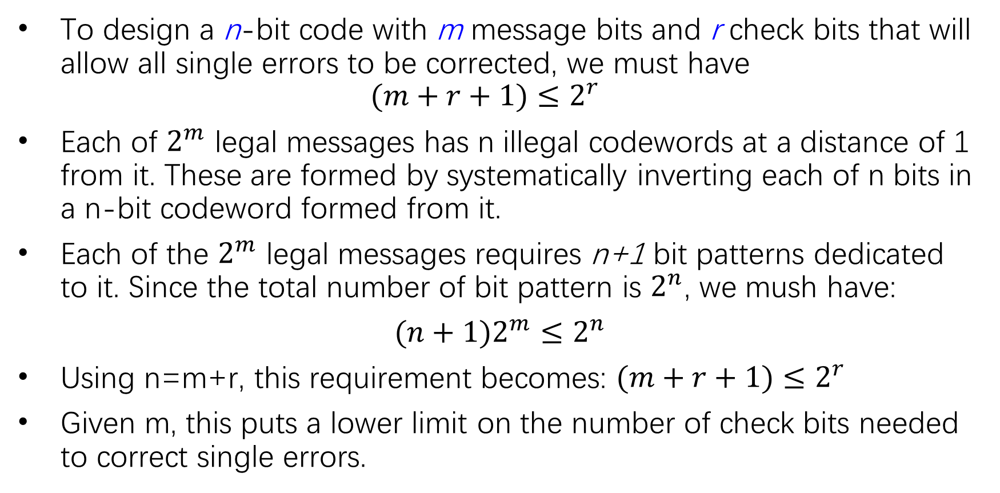 • To design a n-bit code with m message bits and r check bits that will
allow all single errors to be corrected, we must have
(m + r + 1) ≤ 2^r
• Each of 2^m legal messages has n illegal codewords at a distance of 1
from it. These are formed by systematically inverting each of n bits in
a n-bit codeword formed from it.
• Each of the 2^m legal messages requires n+1 bit patterns dedicated
to it. Since the total number of bit pattern is 2^n, we mush have:
(n + 1)2^m ≤ 2^n
• Using n=m+r, this requirement becomes: (m + r + 1) ≤ 2^r
• Given m, this puts a lower limit on the number of check bits needed
to correct single errors.